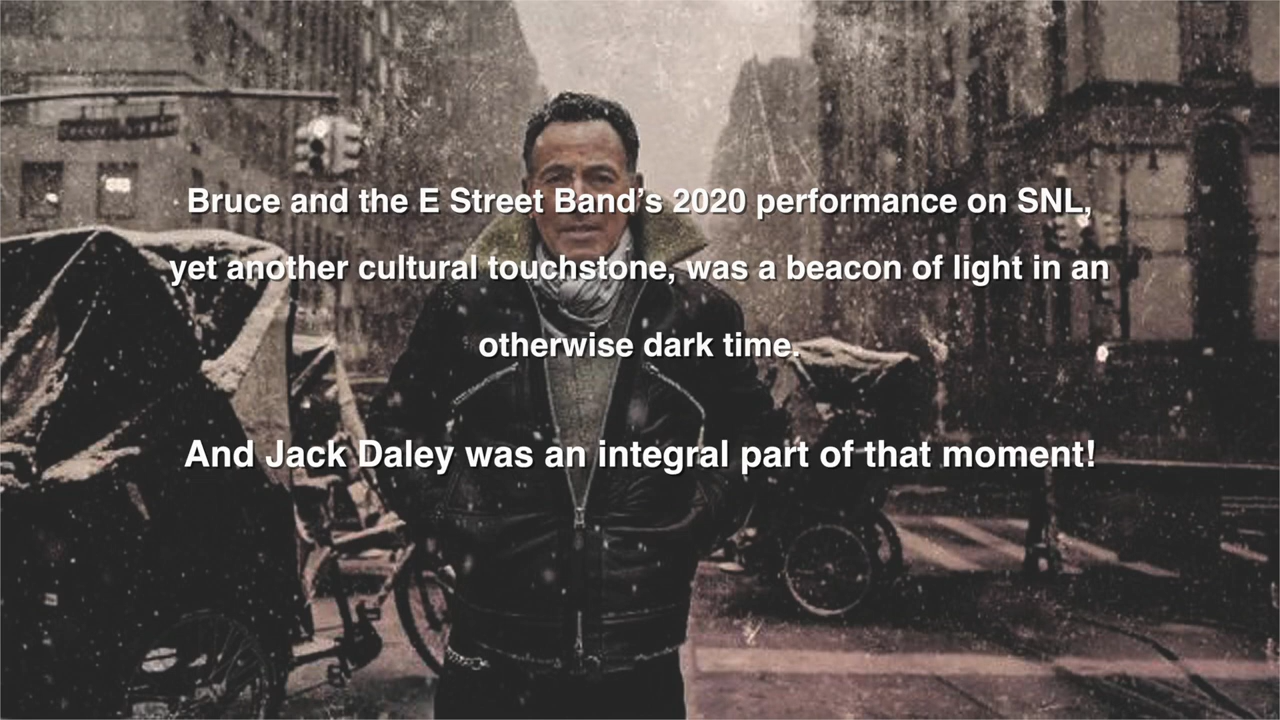 Bruce and the E Street Band’s 2020 performance on SNL,
yet another cultural touchstone, was a beacon of light in an
otherwise dark time.
And Jack Daley was an integral part of that moment!